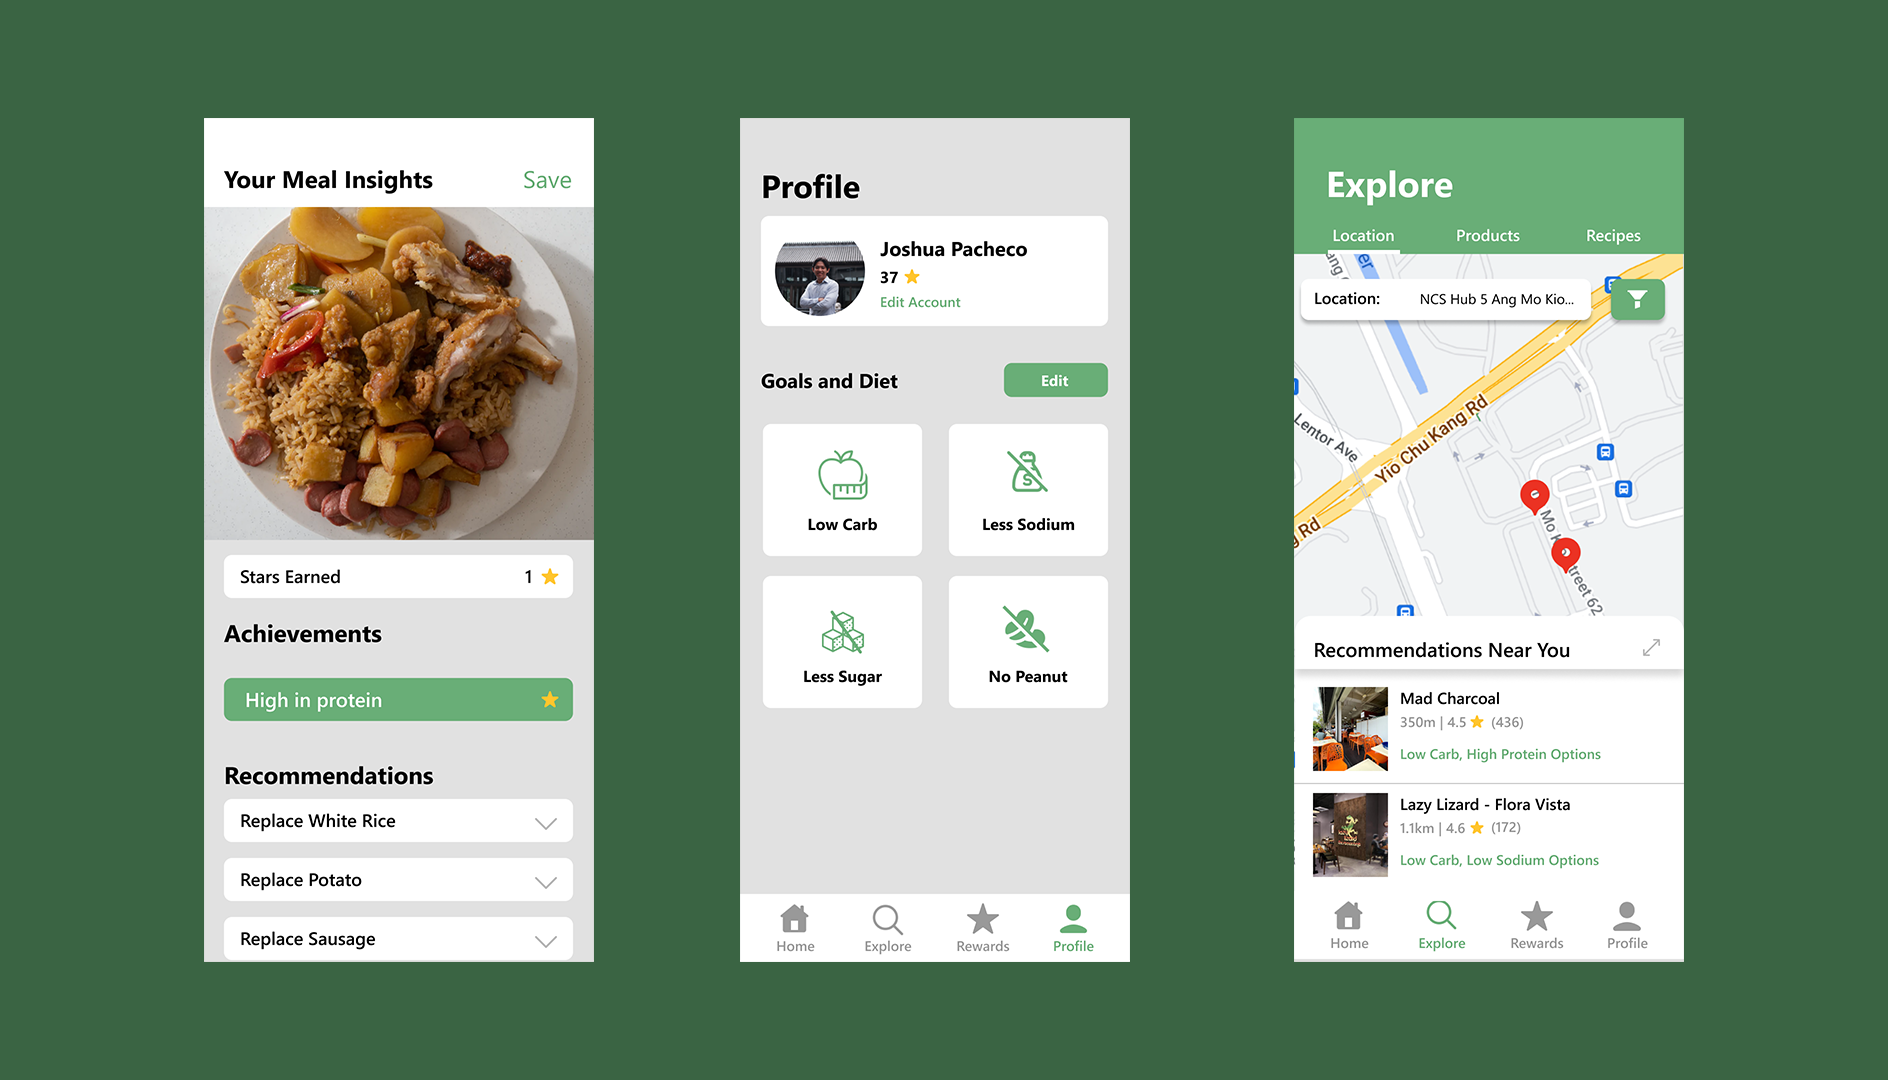 Your Meal Insights
Save
Stars Earned
1
Achievements
High in protein
Recommendations
Replace White Rice
Replace Potato
Replace Sausage
Profile
Joshua Pacheco
37
Edit Account
Goals and Diet
Edit
Low Carb
Less Sodium
Less Sugar
No Peanut
Home
Explore
Rewards
Profile
Explore
Location
Products
Recipes
Location:
NCS Hub 5 Ang Mo Kio...
Lentor Ave
Yio Chu Kang Rd
g Rd
Mo K
treet 62
Recommendations Near You
Mad Charcoal
350m | 4.5 (436)
Low Carb, High Protein Options
Lazy Lizard - Flora Vista
1.1km | 4.6 (172)
Low Carb, Low Sodium Options
Home
Explore
Rewards
Profile